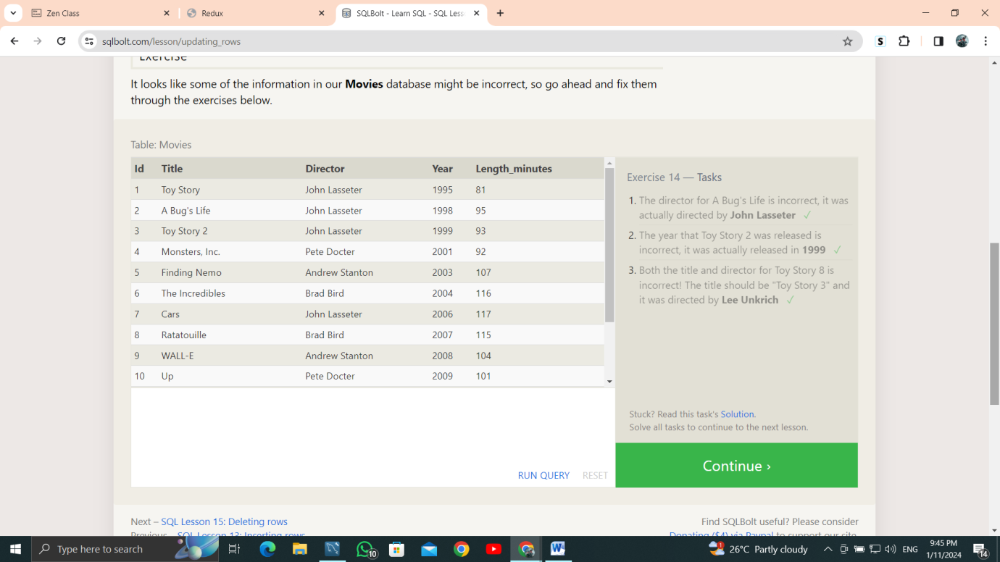 Zen Class
Redux
SQLBolt - Learn SQL - SQL Less
sqlbolt.com/lesson/updating_rows
S
Exercise
It looks like some of the information in our Movies database might be incorrect, so go ahead and fix them
through the exercises below.
Table: Movies
Id Title Director Year Length_minutes
1 Toy Story John Lasseter 1995 81
2 A Bug's Life John Lasseter 1998 95
3 Toy Story 2 John Lasseter 1999 93
4 Monsters, Inc. Pete Docter 2001 92
5 Finding Nemo Andrew Stanton 2003 107
6 The Incredibles Brad Bird 2004 116
7 Cars John Lasseter 2006 117
8 Ratatouille Brad Bird 2007 115
9 WALL-E Andrew Stanton 2008 104
10 Up Pete Docter 2009 101
RUN QUERY RESET
Exercise 14 — Tasks
1. The director for A Bug's Life is incorrect, it was
actually directed by John Lasseter ✓
2. The year that Toy Story 2 was released is
incorrect, it was actually released in 1999 ✓
3. Both the title and director for Toy Story 8 is
incorrect! The title should be "Toy Story 3" and
it was directed by Lee Unkrich ✓
Stuck? Read this task's Solution.
Solve all tasks to continue to the next lesson.
Continue ›
Next – SQL Lesson 15: Deleting rows
Previous – SQL Lesson 13: Inserting rows
Find SQLBolt useful? Please consider
Donating ($4) via Paypal to support our site.
Type here to search
10
W
1
26°C Partly cloudy
ENG
9:45 PM
1/11/2024
14